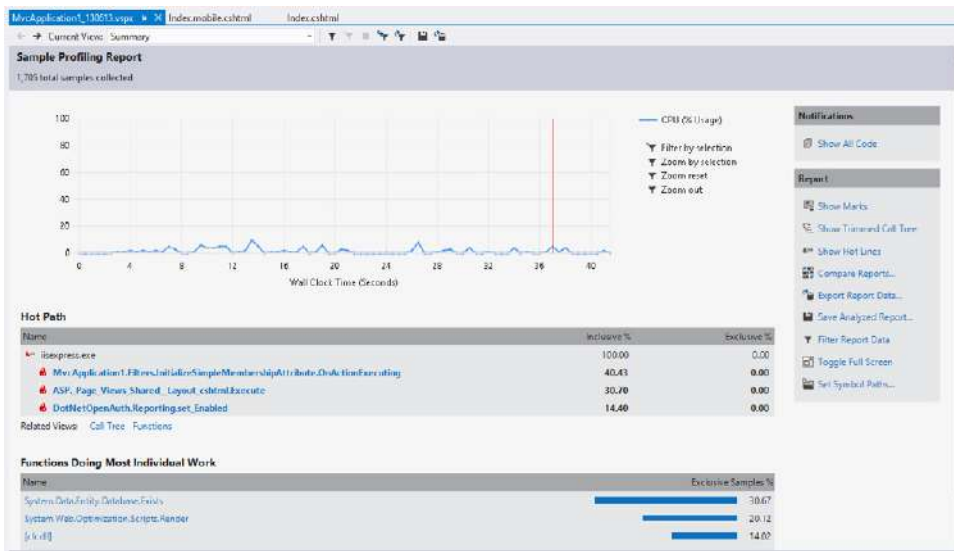 MvcApplication1_130613.vspx Index.mobile.cshtml Index.cshtml
Current View: Summary
Sample Profiling Report
1,705 total samples collected
100
80
60
40
20
0
0 4 8 12 16 20 24 28 32 36 40
Wall Clock Time (Seconds)
CPU (% Usage)
Filter by selection
Zoom by selection
Zoom reset
Zoom out
Notifications
Show All Code
Report
Show Marks
Show Trimmed Call Tree
Show Hot Lines
Compare Reports...
Export Report Data...
Save Analyzed Report...
Filter Report Data
Toggle Full Screen
Set Symbol Paths...
Hot Path
Name Inclusive % Exclusive %
iisexpress.exe 100.00 0.00
MvcApplication1.Filters.InitializeSimpleMembershipAttribute.OnActionExecuting 40.43 0.00
ASP._Page_Views_Shared__Layout_cshtml.Execute 30.70 0.00
DotNetOpenAuth.Reporting.set_Enabled 14.40 0.00
Related Views: Call Tree Functions
Functions Doing Most Individual Work
Name Exclusive Samples %
System.Data.Entity.Database.Exists 30.67
System.Web.Optimization.Scripts.Render 20.12
[clr.dll] 14.02